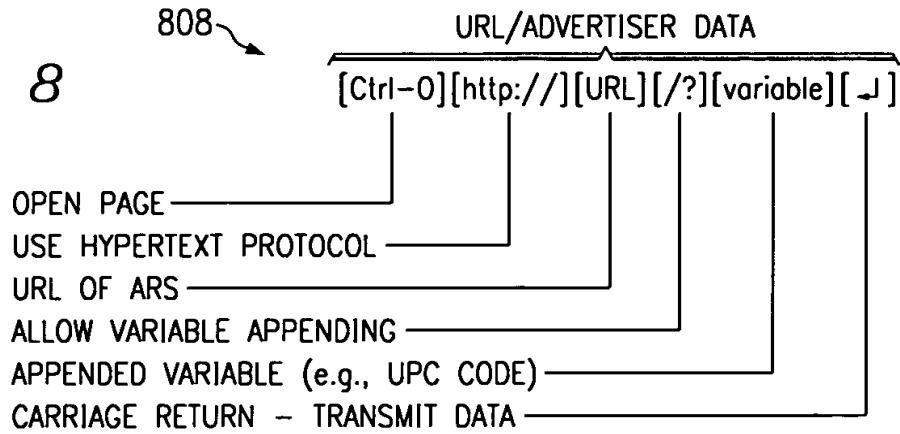 808
URL/ADVERTISER DATA
8
[Ctrl-O][http://][URL][/?][variable][↵]
OPEN PAGE
USE HYPERTEXT PROTOCOL
URL OF ARS
ALLOW VARIABLE APPENDING
APPENDED VARIABLE (e.g., UPC CODE)
CARRIAGE RETURN – TRANSMIT DATA